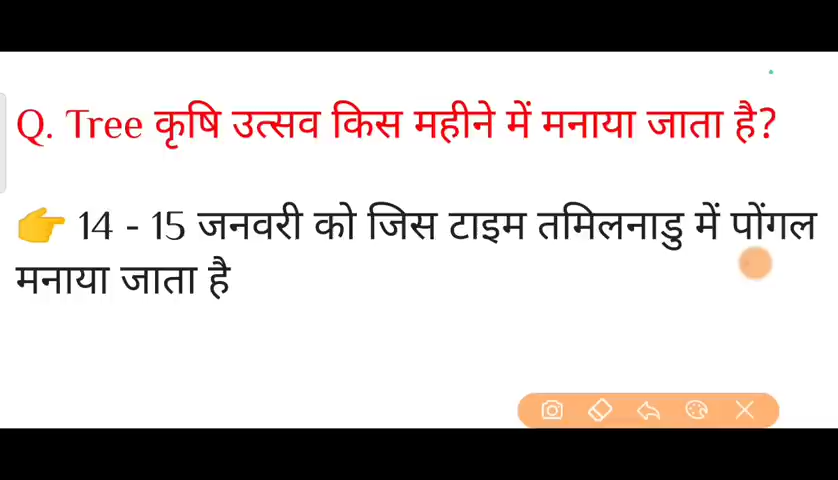 Q. Tree कृषि उत्सव किस महीने में मनाया जाता है?
👉 14 - 15 जनवरी को जिस टाइम तमिलनाडु में पोंगल
मनाया जाता है